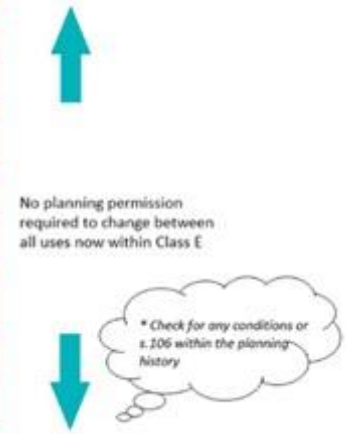 No planning permission
required to change between
all uses now within Class E
* Check for any conditions or
s.106 within the planning
history